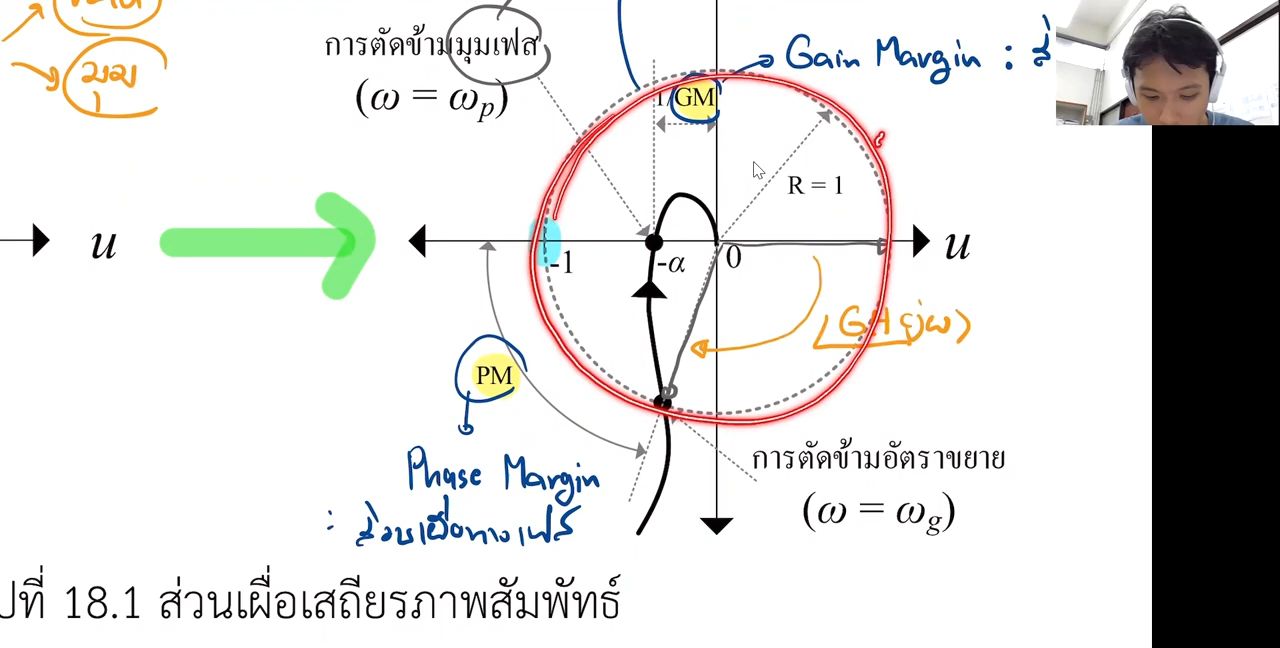 มุม
การตัดข้ามมุมเฟส
(ω = ωp)
Gain Margin : ส่
1/GM
R = 1
u
-1
-α
0
u
GH(jω)
PM
Phase Margin
: ส่วนเผื่อทางเฟส
การตัดข้ามอัตราขยาย
(ω = ωg)
ปที่ 18.1 ส่วนเผื่อเสถียรภาพสัมพัทธ์